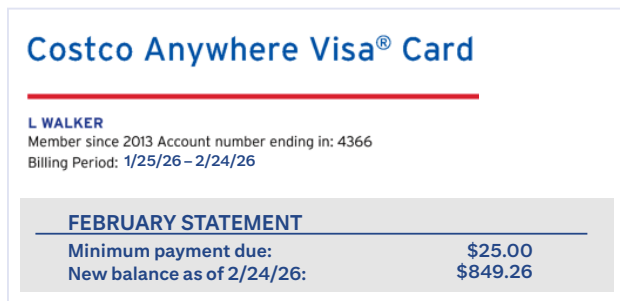 Costco Anywhere Visa® Card
L WALKER
Member since 2013 Account number ending in: 4366
Billing Period: 1/25/26 – 2/24/26
FEBRUARY STATEMENT
Minimum payment due: $25.00
New balance as of 2/24/26: $849.26